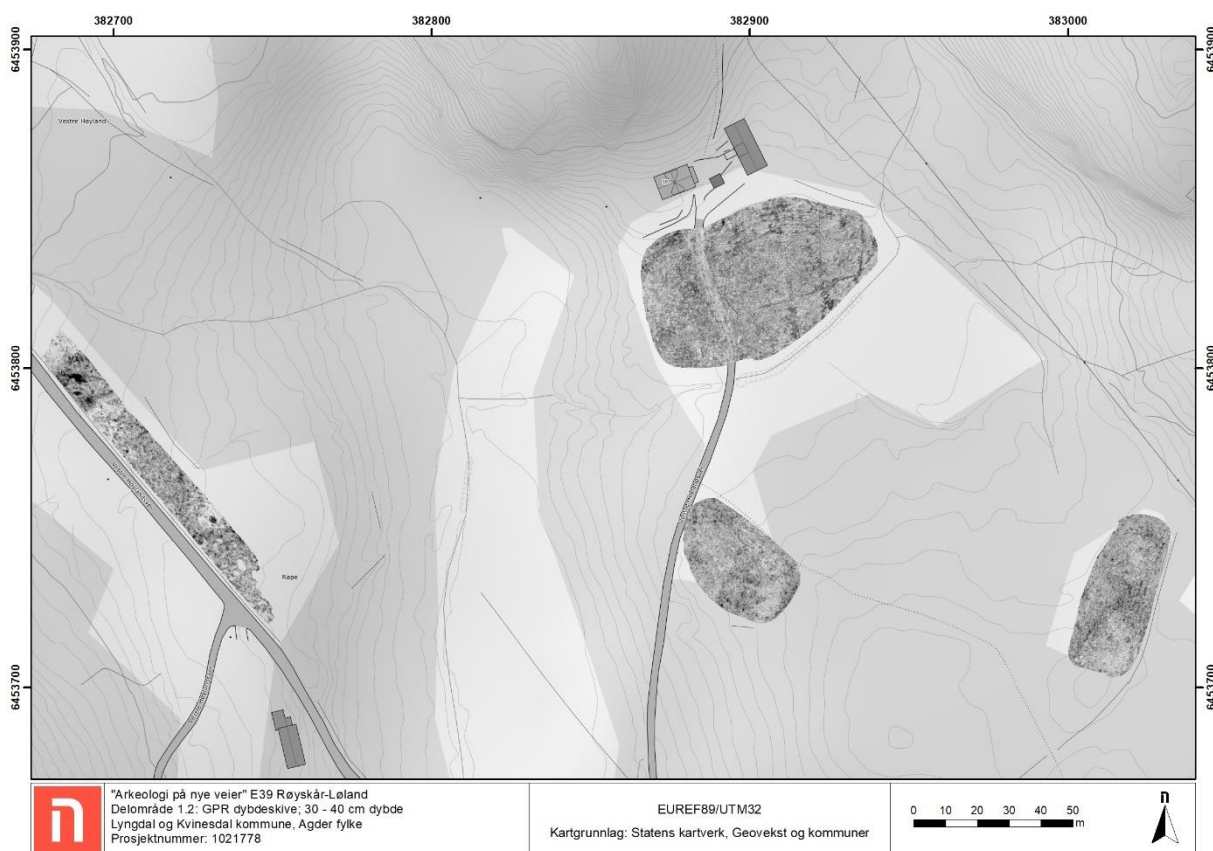 382700 382800 382900 383000
6453900 6453900
Vestre Høyland
6453800 6453800
Rape
6453700 6453700
"Arkeologi på nye veier" E39 Røyskår-Løland
Delområde 1.2: GPR dybdeskive; 30 - 40 cm dybde
Lyngdal og Kvinesdal kommune, Agder fylke
Prosjektnummer: 1021778
EUREF89/UTM32
Kartgrunnlag: Statens kartverk, Geovekst og kommuner
0 10 20 30 40 50
m
n
n